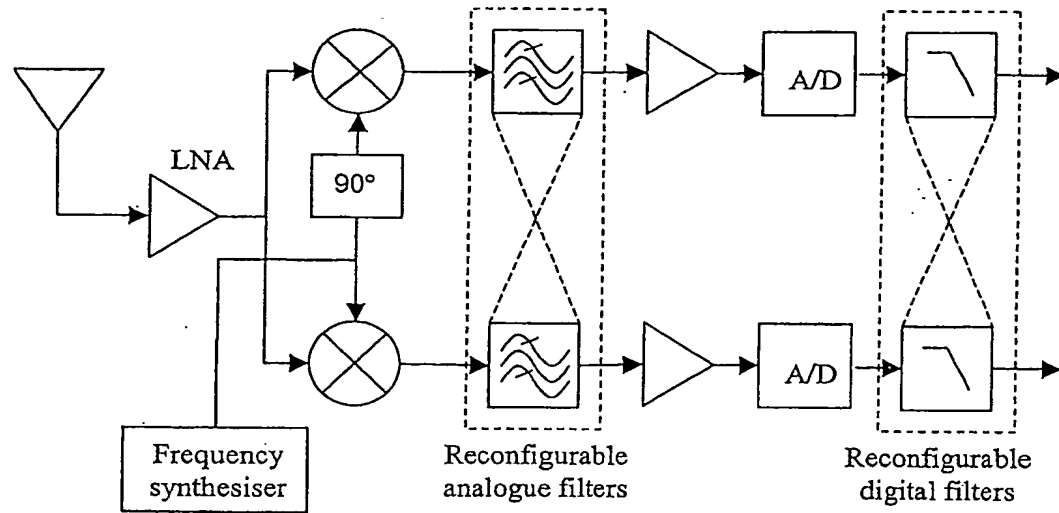 LNA
90°
A/D
A/D
Frequency
synthesiser
Reconfigurable
analogue filters
Reconfigurable
digital filters